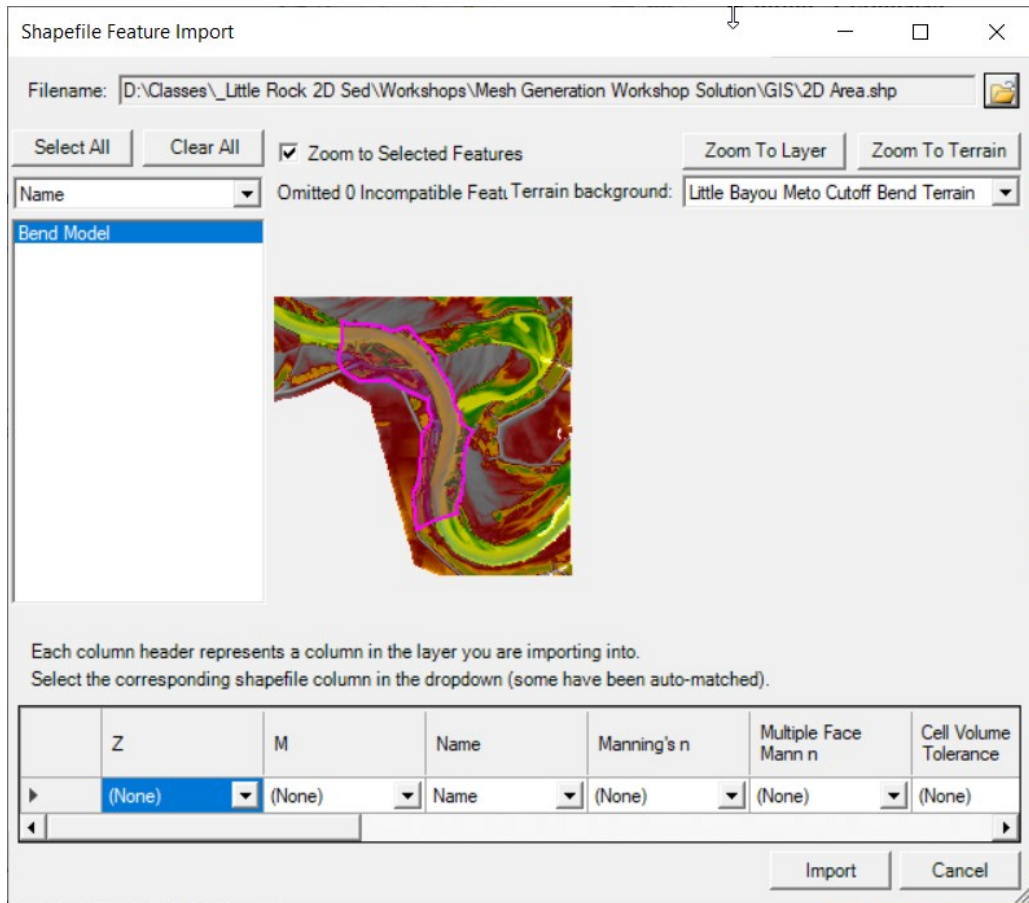 Shapefile Feature Import
Filename: D:\Classes\_Little Rock 2D Sed\Workshops\Mesh Generation Workshop Solution\GIS\2D Area.shp
Select All Clear All Zoom to Selected Features Zoom To Layer Zoom To Terrain
Name Omitted 0 Incompatible Featu Terrain background: Little Bayou Meto Cutoff Bend Terrain
Bend Model
Each column header represents a column in the layer you are importing into.
Select the corresponding shapefile column in the dropdown (some have been auto-matched).
Z M Name Manning's n Multiple Face Mann n Cell Volume Tolerance
(None) (None) Name (None) (None) (None)
Import Cancel